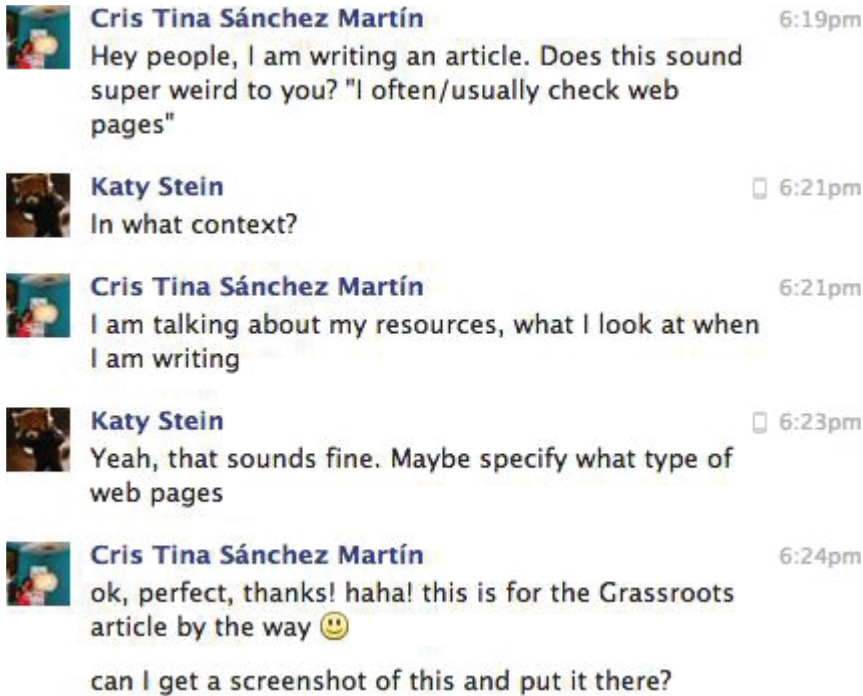 Cris Tina Sánchez Martín 6:19pm
Hey people, I am writing an article. Does this sound
super weird to you? "I often/usually check web
pages"
Katy Stein 6:21pm
In what context?
Cris Tina Sánchez Martín 6:21pm
I am talking about my resources, what I look at when
I am writing
Katy Stein 6:23pm
Yeah, that sounds fine. Maybe specify what type of
web pages
Cris Tina Sánchez Martín 6:24pm
ok, perfect, thanks! haha! this is for the Grassroots
article by the way
can I get a screenshot of this and put it there?